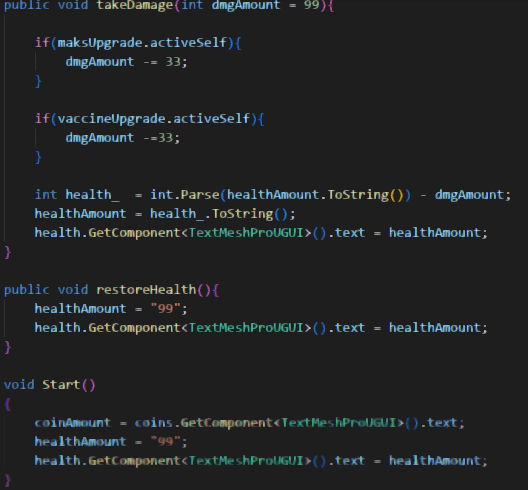 public void takeDamage(int dmgAmount = 99){
if(maksUpgrade.activeSelf){
dmgAmount -= 33;
}
if(vaccineUpgrade.activeSelf){
dmgAmount -=33;
}
int health_  = int.Parse(healthAmount.ToString()) - dmgAmount;
healthAmount = health_.ToString();
health.GetComponent<TextMeshProUGUI>().text = healthAmount;
}
public void restoreHealth(){
healthAmount = "99";
health.GetComponent<TextMeshProUGUI>().text = healthAmount;
}
void Start()
{
coinAmount = coins.GetComponent<TextMeshProUGUI>().text;
healthAmount = "99";
health.GetComponent<TextMeshProUGUI>().text = healthAmount;
}